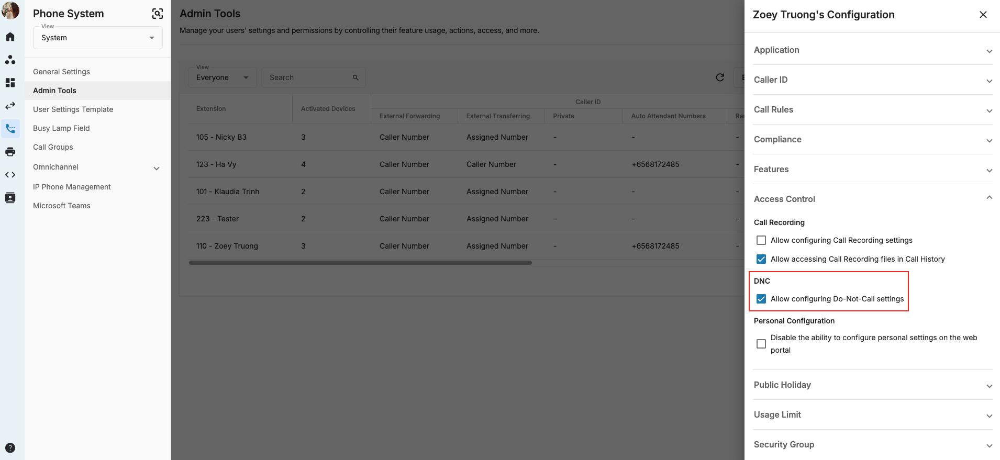 Phone System
View
System
General Settings
Admin Tools
User Settings Template
Busy Lamp Field
Call Groups
Omnichannel
IP Phone Management
Microsoft Teams
Admin Tools
Manage your users' settings and permissions by controlling their feature usage, actions, access, and more.
View
Everyone
Search
Extension
Activated Devices
Caller ID
External Forwarding
External Transferring
Private
Auto Attendant Numbers
105 - Nicky B3 3 Caller Number Assigned Number - - -
123 - Ha Vy 4 Caller Number Caller Number - +6568172485 -
101 - Klaudia Trinh 2 Caller Number Assigned Number - - -
223 - Tester 2 Caller Number Assigned Number - - -
110 - Zoey Truong 3 Caller Number Assigned Number - +6568172485 -
Zoey Truong's Configuration
Application
Caller ID
Call Rules
Compliance
Features
Access Control
Call Recording
Allow configuring Call Recording settings
Allow accessing Call Recording files in Call History
DNC
Allow configuring Do-Not-Call settings
Personal Configuration
Disable the ability to configure personal settings on the web
portal
Public Holiday
Usage Limit
Security Group